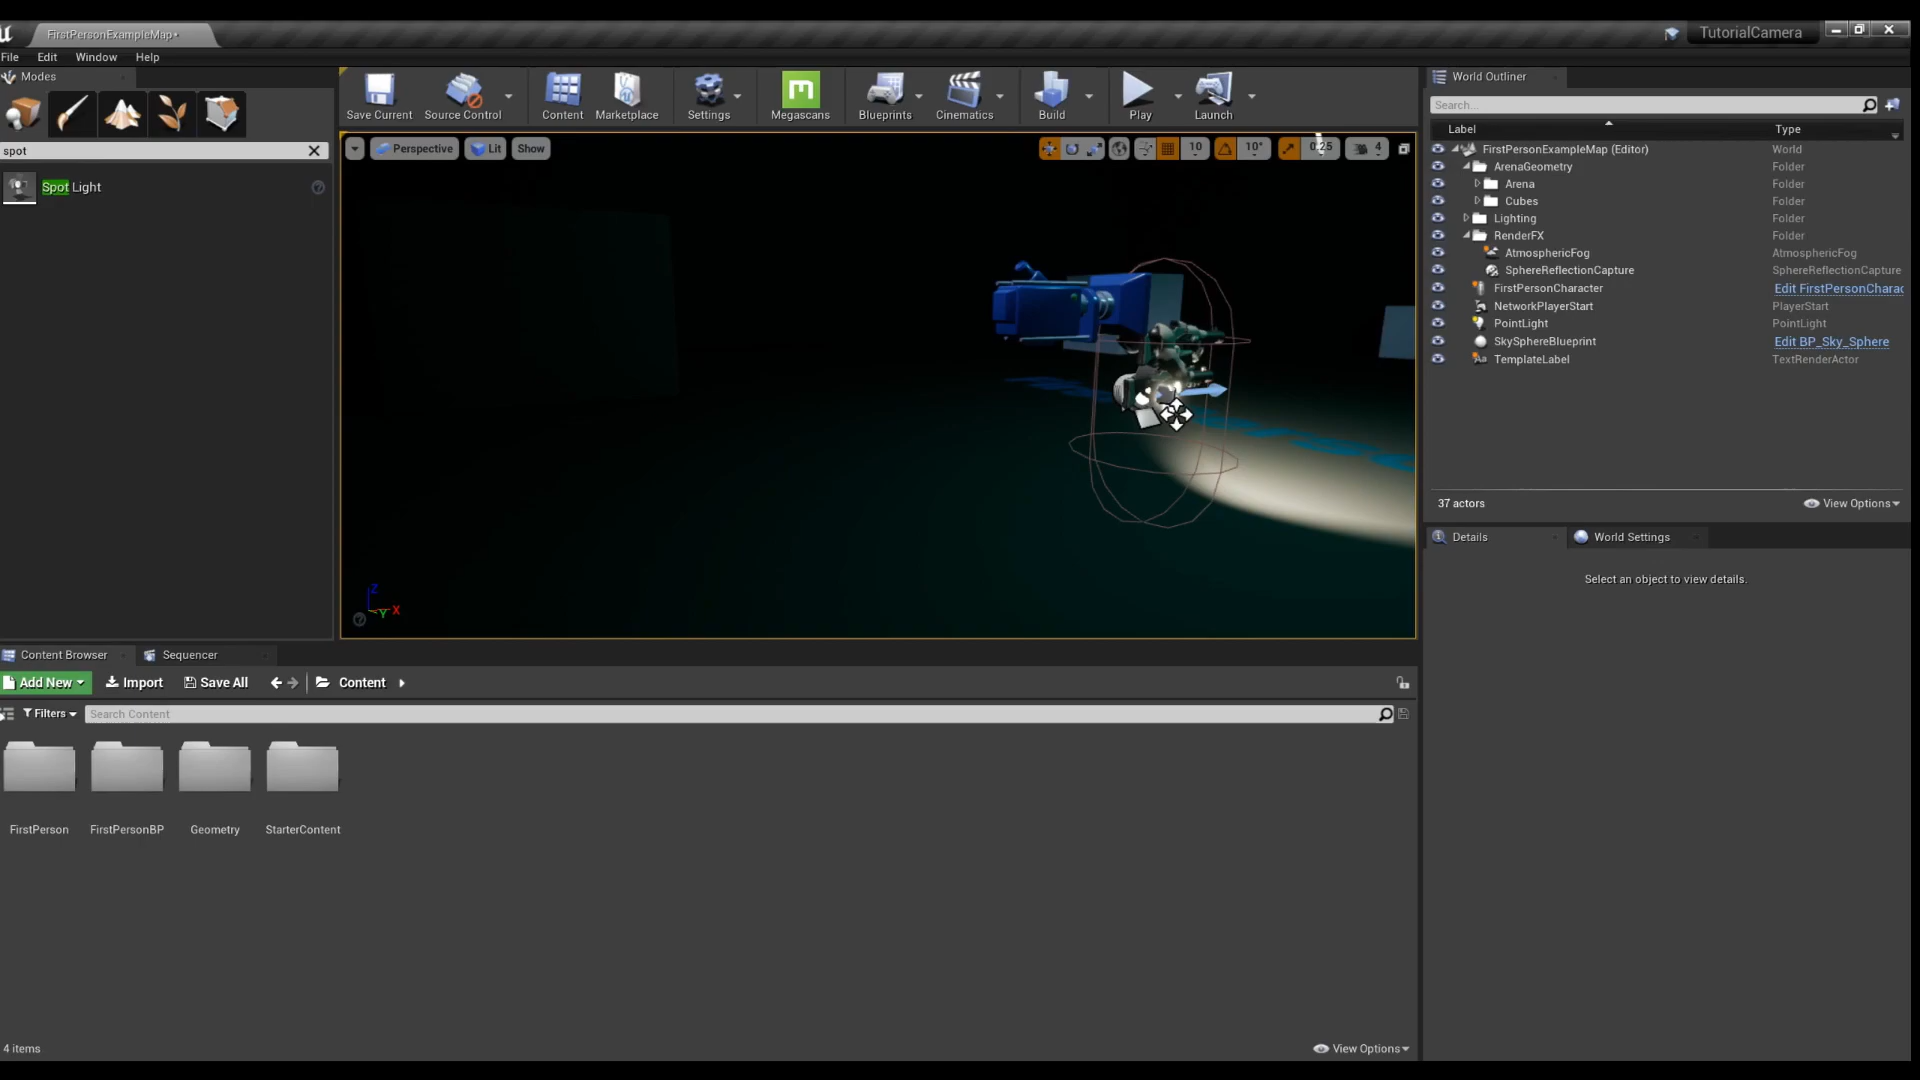 FirstPersonExampleMap•
TutorialCamera
File Edit Window Help
Modes
spot
Spot Light
Save Current Source Control Content Marketplace Settings Megascans Blueprints Cinematics Build Play Launch
Perspective Lit Show 10 10° 0.25 4
Z
X
Y
World Outliner
Search...
Label Type
FirstPersonExampleMap (Editor) World
ArenaGeometry Folder
Arena Folder
Cubes Folder
Lighting Folder
RenderFX Folder
AtmosphericFog AtmosphericFog
SphereReflectionCapture SphereReflectionCapture
FirstPersonCharacter Edit FirstPersonCharac
NetworkPlayerStart PlayerStart
PointLight PointLight
SkySphereBlueprint Edit BP_Sky_Sphere
TemplateLabel TextRenderActor
37 actors View Options
Details World Settings
Select an object to view details.
Content Browser Sequencer
Add New Import Save All Content
Filters Search Content
FirstPerson FirstPersonBP Geometry StarterContent
4 items View Options